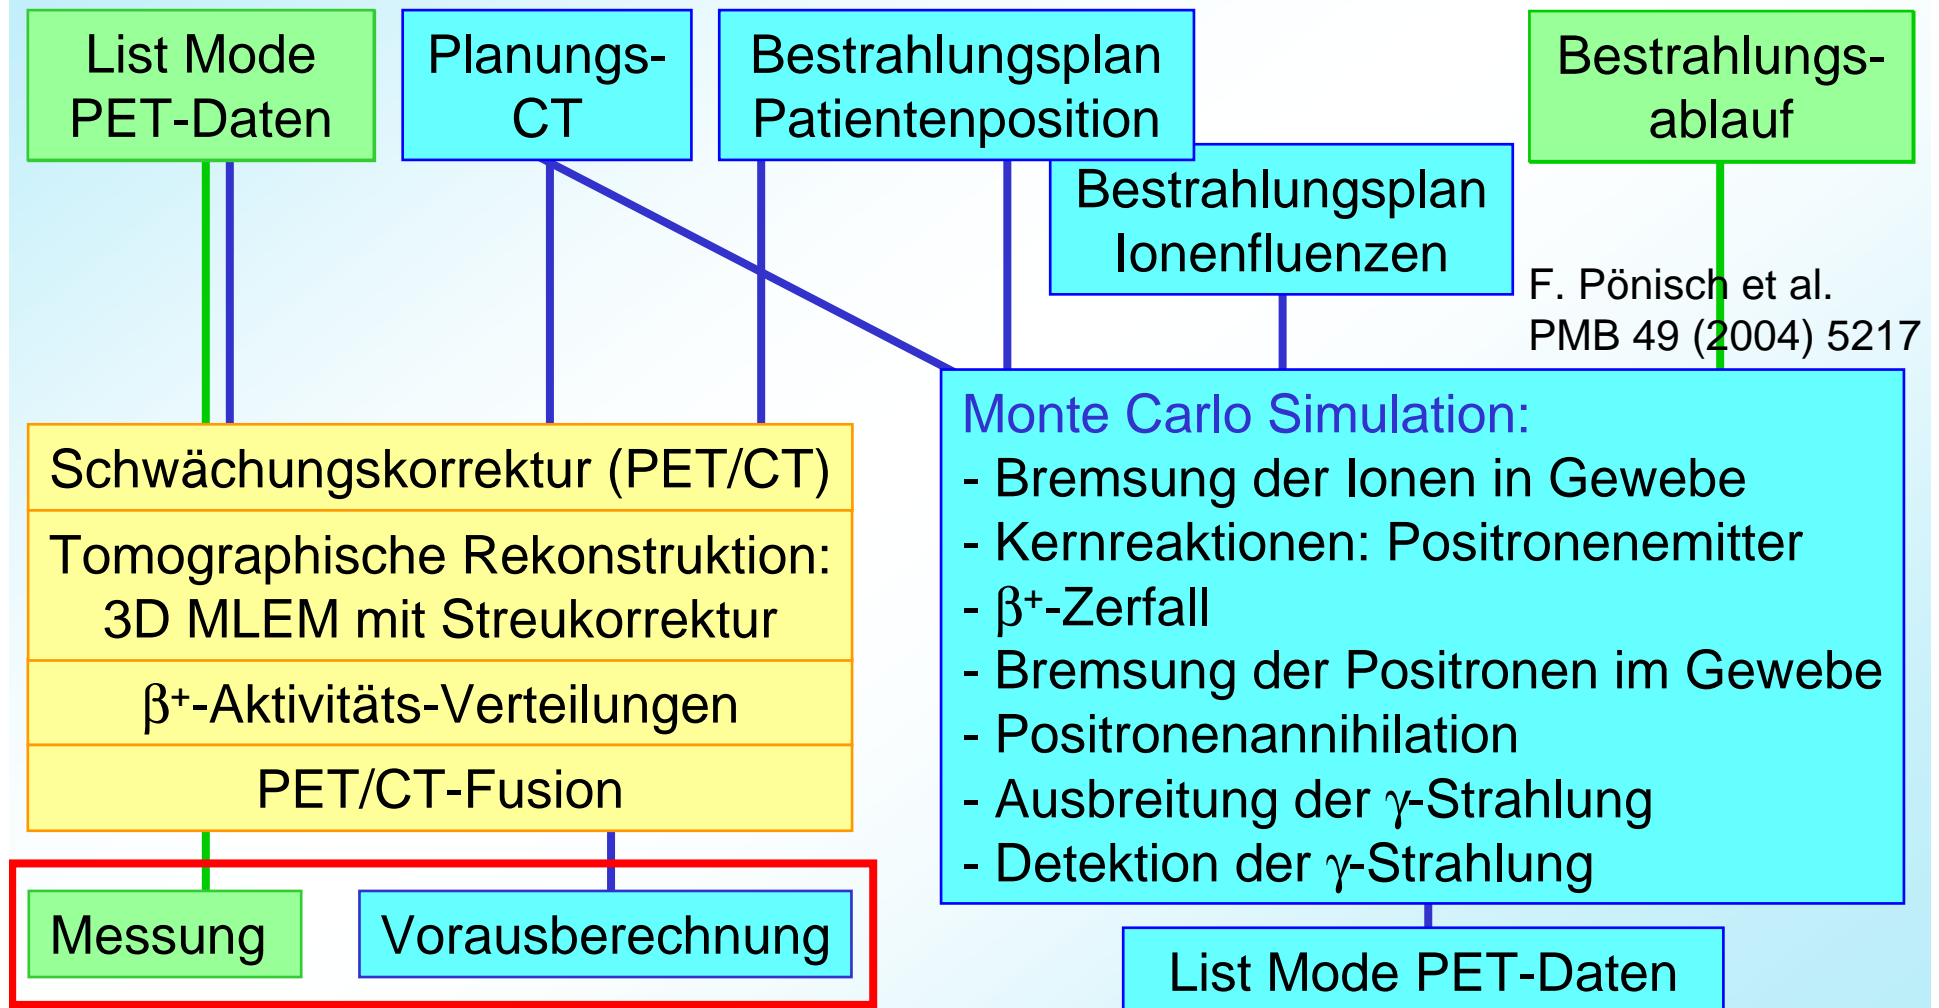 List Mode
PET-Daten
Planungs-
CT
Bestrahlungsplan
Patientenposition
Bestrahlungs-
ablauf
Bestrahlungsplan
Ionenfluenzen
F. Pönisch et al.
PMB 49 (2004) 5217
Schwächungskorrektur (PET/CT)
Tomographische Rekonstruktion:
3D MLEM mit Streukorrektur
β⁺-Aktivitäts-Verteilungen
PET/CT-Fusion
Messung
Vorausberechnung
Monte Carlo Simulation:
- Bremsung der Ionen in Gewebe
- Kernreaktionen: Positronenemitter
- β⁺-Zerfall
- Bremsung der Positronen im Gewebe
- Positronenannihilation
- Ausbreitung der γ-Strahlung
- Detektion der γ-Strahlung
List Mode PET-Daten